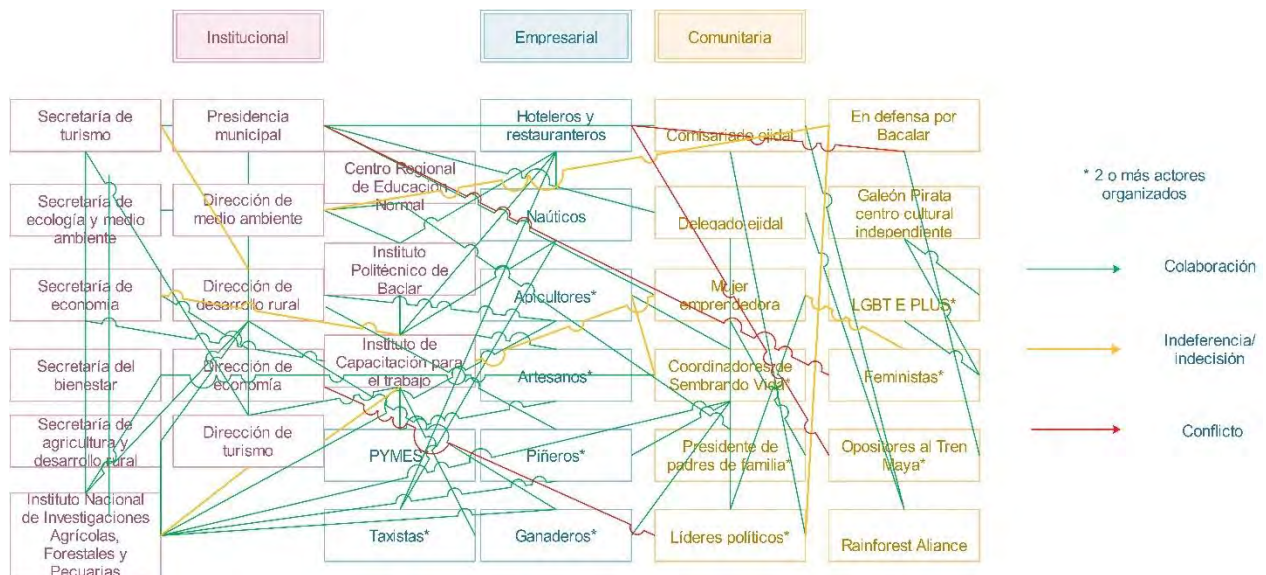 Institucional
Empresarial
Comunitaria
Secretaría de
turismo
Presidencia
municipal
Hoteleros y
restauranteros
Comisariado ejidal
En defensa por
Bacalar
Centro Regional
de Educación
Normal
* 2 o más actores
organizados
Secretaría de
ecología y medio
ambiente
Dirección de
medio ambiente
Naúticos
Delegado ejidal
Galeón Pirata
centro cultural
independiente
Instituto
Politécnico de
Baclar
Colaboración
Secretaría de
economía
Dirección de
desarrollo rural
Apicultores*
Mujer
emprendedora
LGBT E PLUS*
Instituto de
Capacitación para
el trabajo
Indeferencia/
indecisión
Secretaría del
bienestar
Dirección de
economía
Artesanos*
Coordinadores de
Sembrando Vida*
Feministas*
Secretaría de
agricultura y
desarrollo rural
Dirección de
turismo
PYMES
Piñeros*
Presidente de
padres de familia*
Opositores al Tren
Maya*
Conflicto
Instituto Nacional
de Investigaciones
Agrícolas,
Forestales y
Pecuarias
Taxistas*
Ganaderos*
Líderes políticos*
Rainforest Aliance